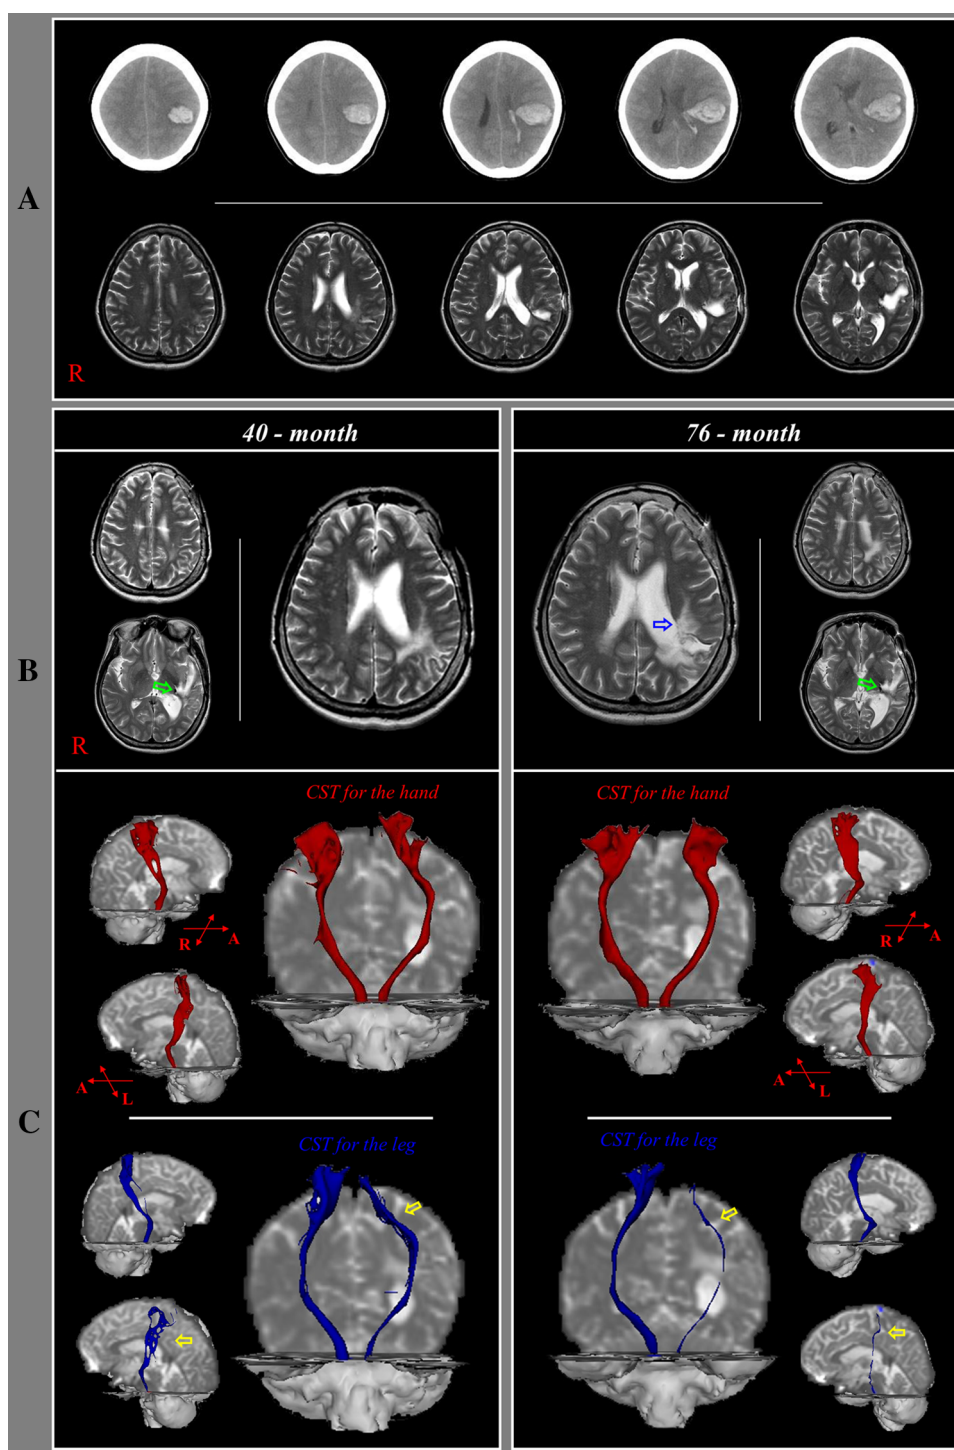 A
R
40 - month
76 - month
B
R
CST for the hand
CST for the hand
R
A
R
A
A
L
A
L
C
CST for the leg
CST for the leg